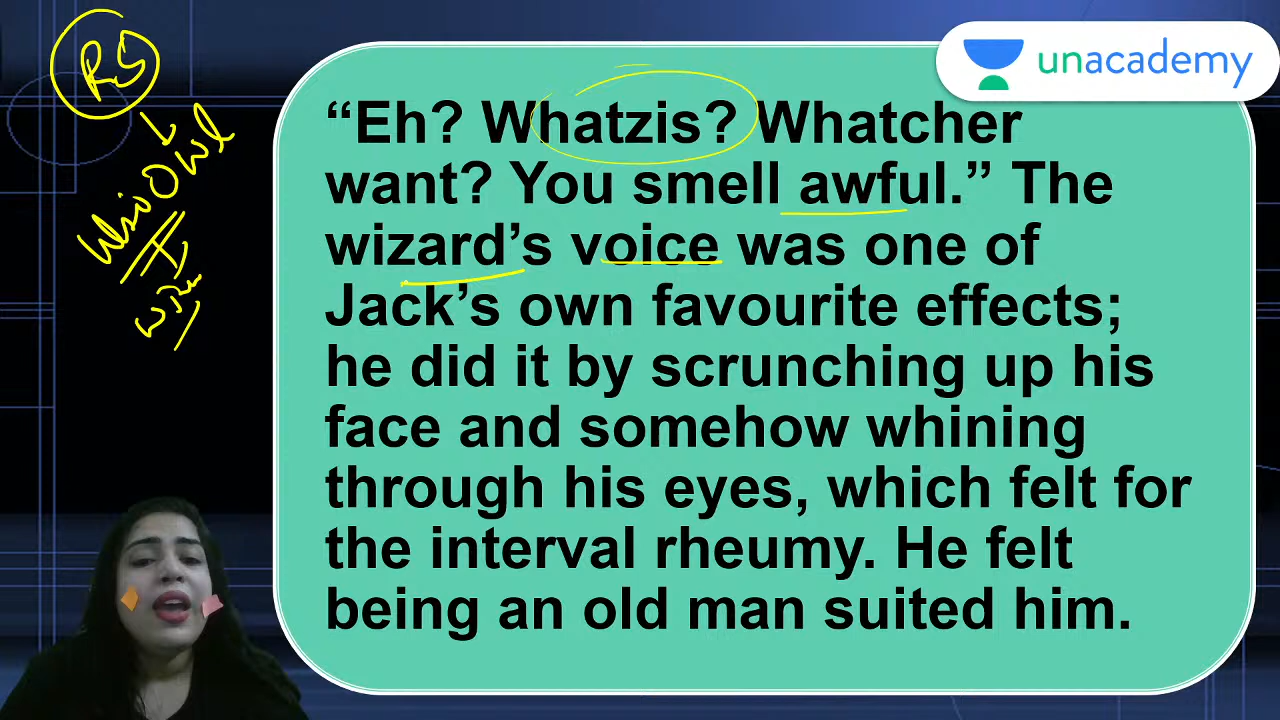 RS
unacademy
Owl
“Eh? Whatzis? Whatcher
want? You smell awful.” The
wizard’s voice was one of
Jack’s own favourite effects;
he did it by scrunching up his
face and somehow whining
through his eyes, which felt for
the interval rheumy. He felt
being an old man suited him.